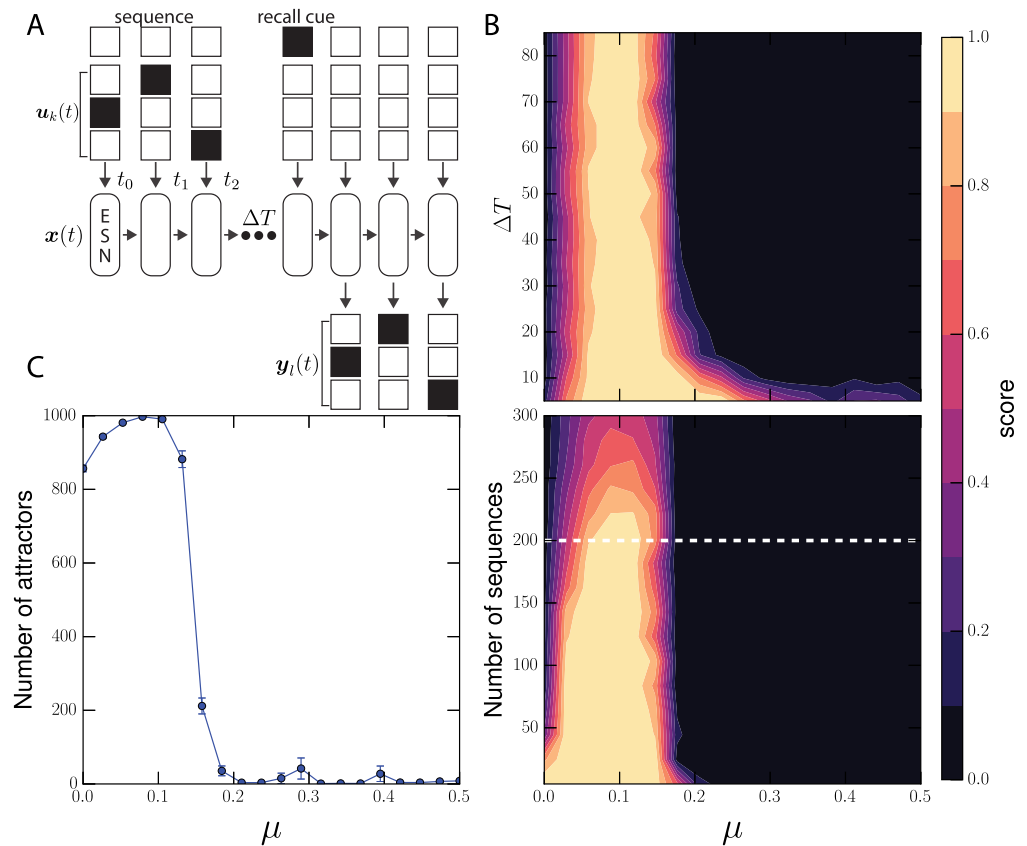 A
sequence
recall cue
u_k(t)
t_0
t_1
t_2
x(t)
E
S
N
ΔT
y_l(t)
B
80
70
60
50
40
30
20
10
ΔT
300
250
200
150
100
50
Number of sequences
0.0 0.1 0.2 0.3 0.4 0.5
μ
1.0
0.8
0.6
0.4
0.2
0.0
score
C
1000
800
600
400
200
0
Number of attractors
0.0 0.1 0.2 0.3 0.4 0.5
μ